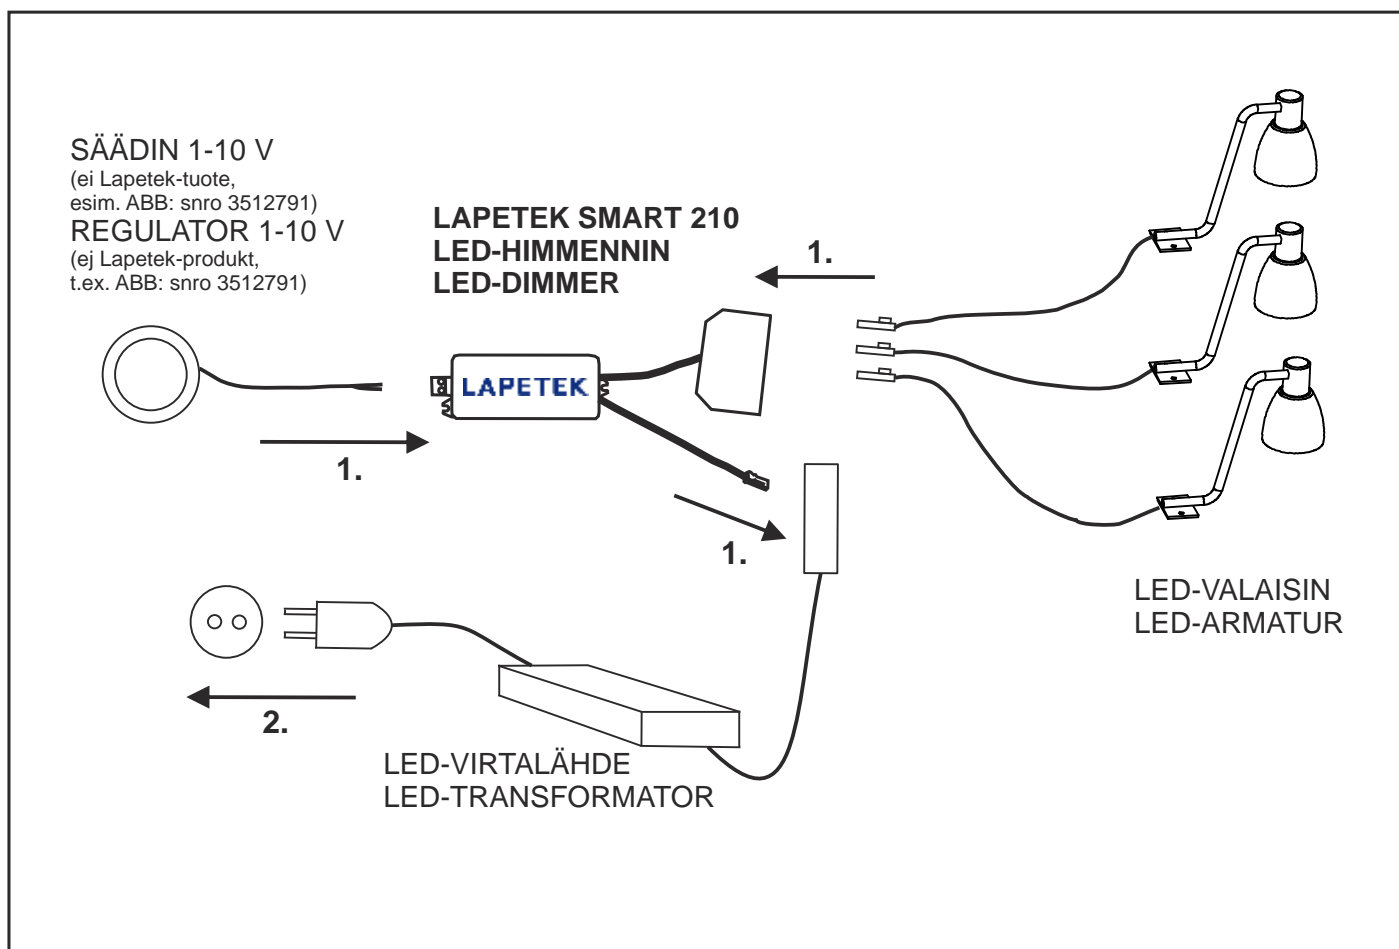 SÄÄDIN 1-10 V
(ei Lapetek-tuote,
esim. ABB: snro 3512791)
REGULATOR 1-10 V
(ej Lapetek-produkt,
t.ex. ABB: snro 3512791)
LAPETEK SMART 210
LED-HIMMENNIN
LED-DIMMER
1.
LAPETEK
1.
1.
2.
LED-VALAISIN
LED-ARMATUR
LED-VIRTALÄHDE
LED-TRANSFORMATOR